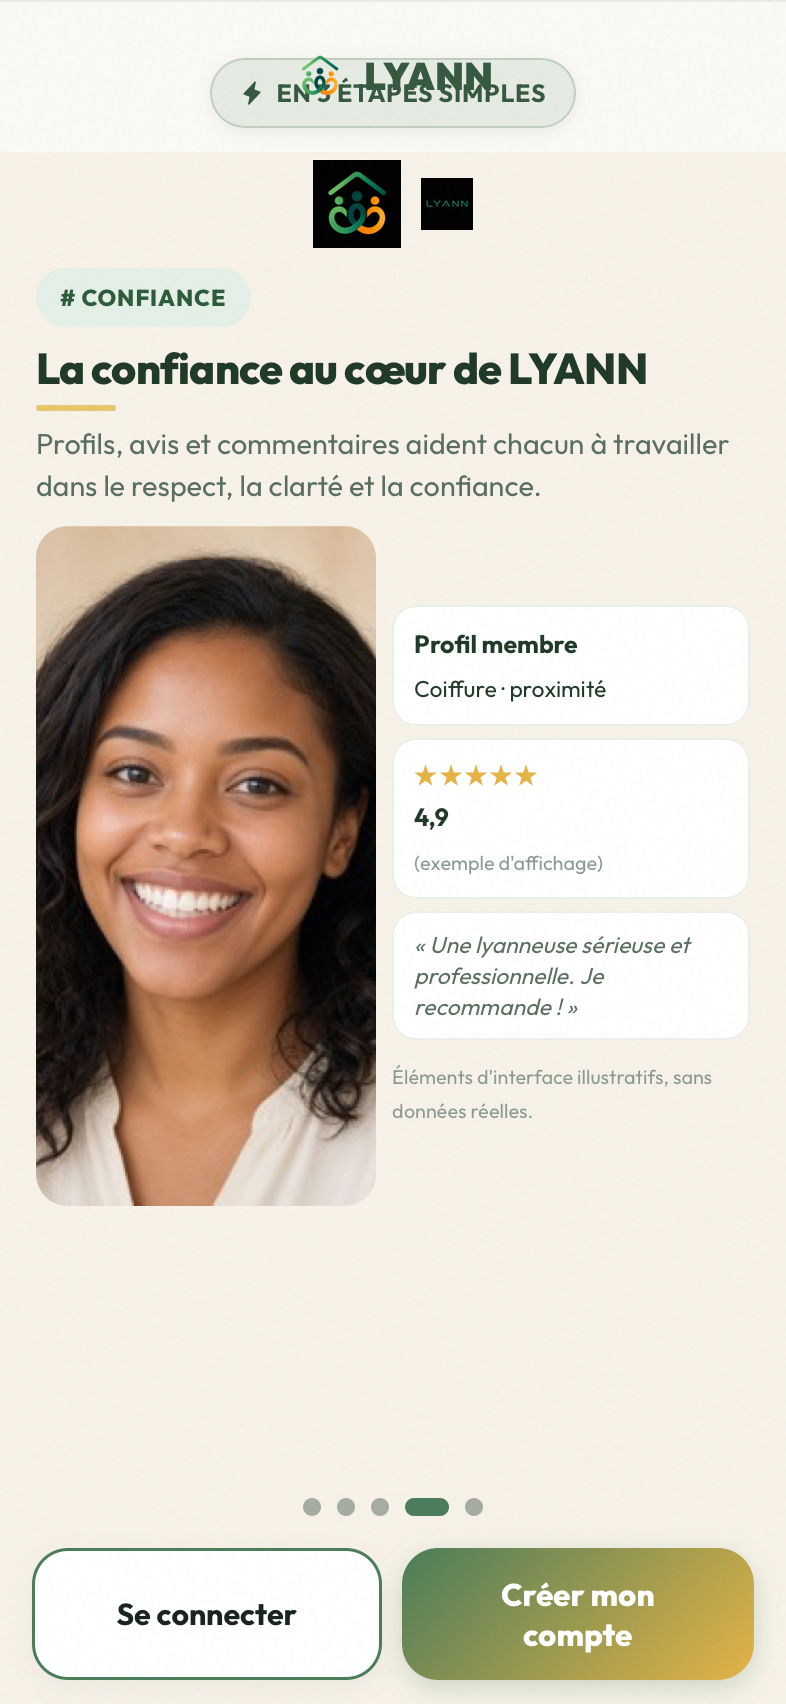 LYANN
EN 3 ÉTAPES SIMPLES
LYANN
# CONFIANCE
La confiance au cœur de LYANN
Profils, avis et commentaires aident chacun à travailler
dans le respect, la clarté et la confiance.
Profil membre
Coiffure · proximité
★★★★★
4,9
(exemple d'affichage)
« Une lyanneuse sérieuse et
professionnelle. Je
recommande ! »
Éléments d'interface illustratifs, sans
données réelles.
Se connecter
Créer mon
compte